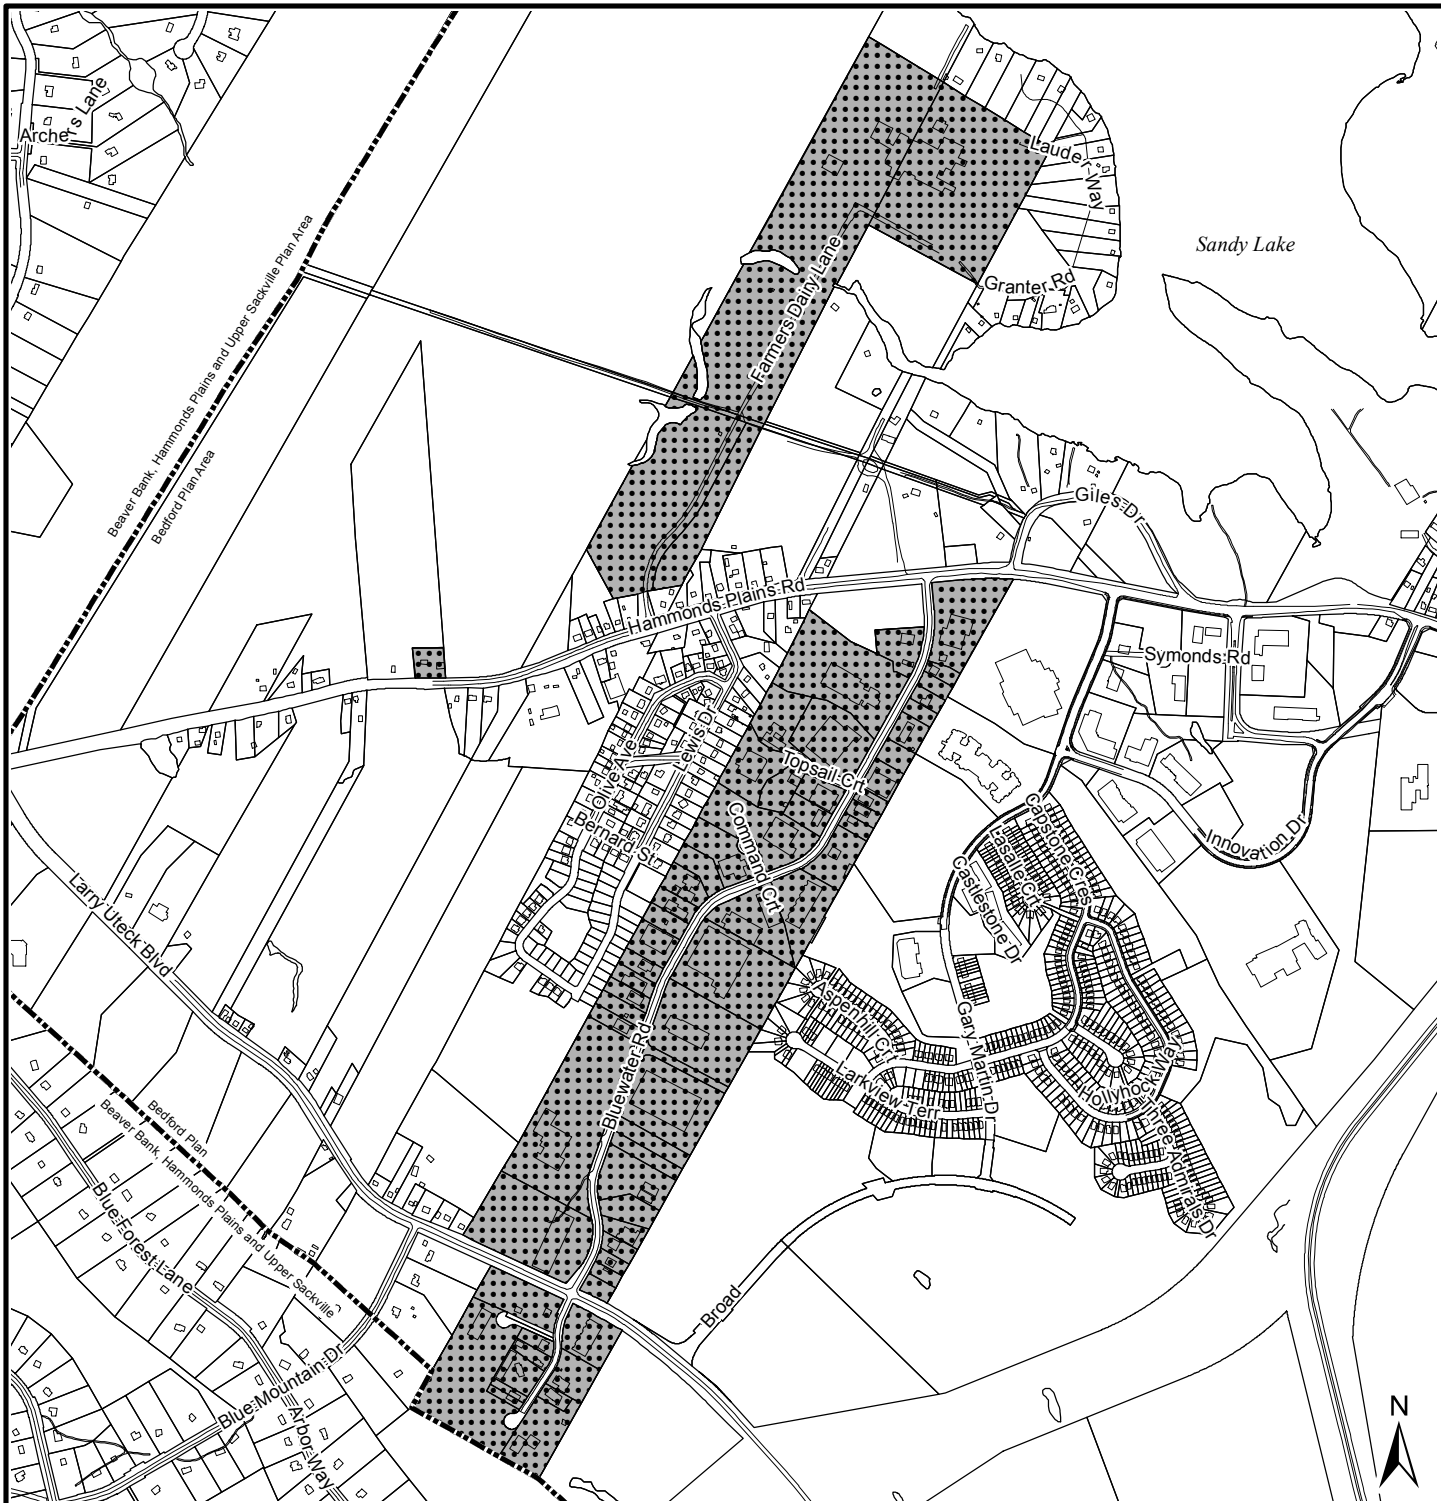 Archers Lane
Lauder Way
Sandy Lake
Granter Rd
Farmers Dairy Lane
Beaver Bank, Hammonds Plains and Upper Sackville Plan Area
Bedford Plan Area
Giles Dr
Hammonds Plains Rd
Symonds Rd
Lewis Dr
Olive Ave
Topsail Crt
Bernard St
Command Crt
Capstone Cres
Lasalle Crt
Innovation Dr
Castlestone Dr
Larry Uteck Blvd
Aspenhill Crt
Gary Martin Dr
Bluewater Rd
Larkview Terr
Hollyhock Way
Three Admirals Dr
Bedford Plan
Beaver Bank, Hammonds Plains and Upper Sackville
Blue Forest Lane
Broad
Blue Mountain Dr
Arbor Way
N